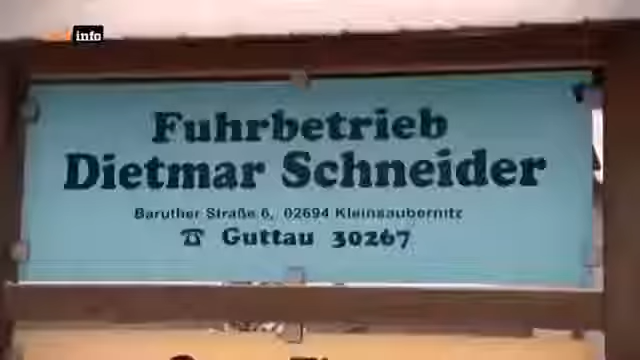 info
Fuhrbetrieb
Dietmar Schneider
Baruther Straße 6, 02694 Kleinsaubernitz
☎ Guttau 30267